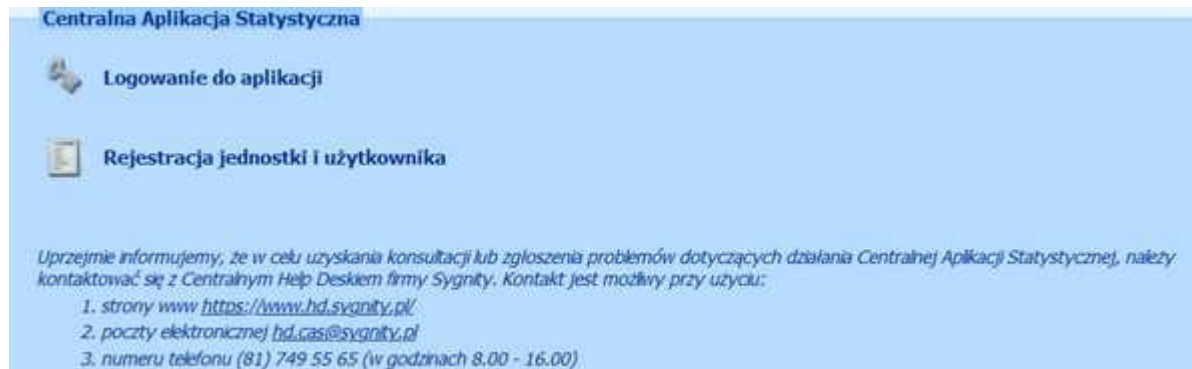 Centralna Aplikacja Statystyczna
Logowanie do aplikacji
Rejestracja jednostki i użytkownika
Uprzejmie informujemy, że w celu uzyskania konsultacji lub zgłoszenia problemów dotyczących działania Centralnej Aplikacji Statystycznej, należy
kontaktować się z Centralnym Help Deskiem firmy Sygnity. Kontakt jest możliwy przy użyciu:
1. strony www https://www.hd.sygnity.pl/
2. poczty elektronicznej hd.cas@sygnity.pl
3. numeru telefonu (81) 749 55 65 (w godzinach 8.00 - 16.00)